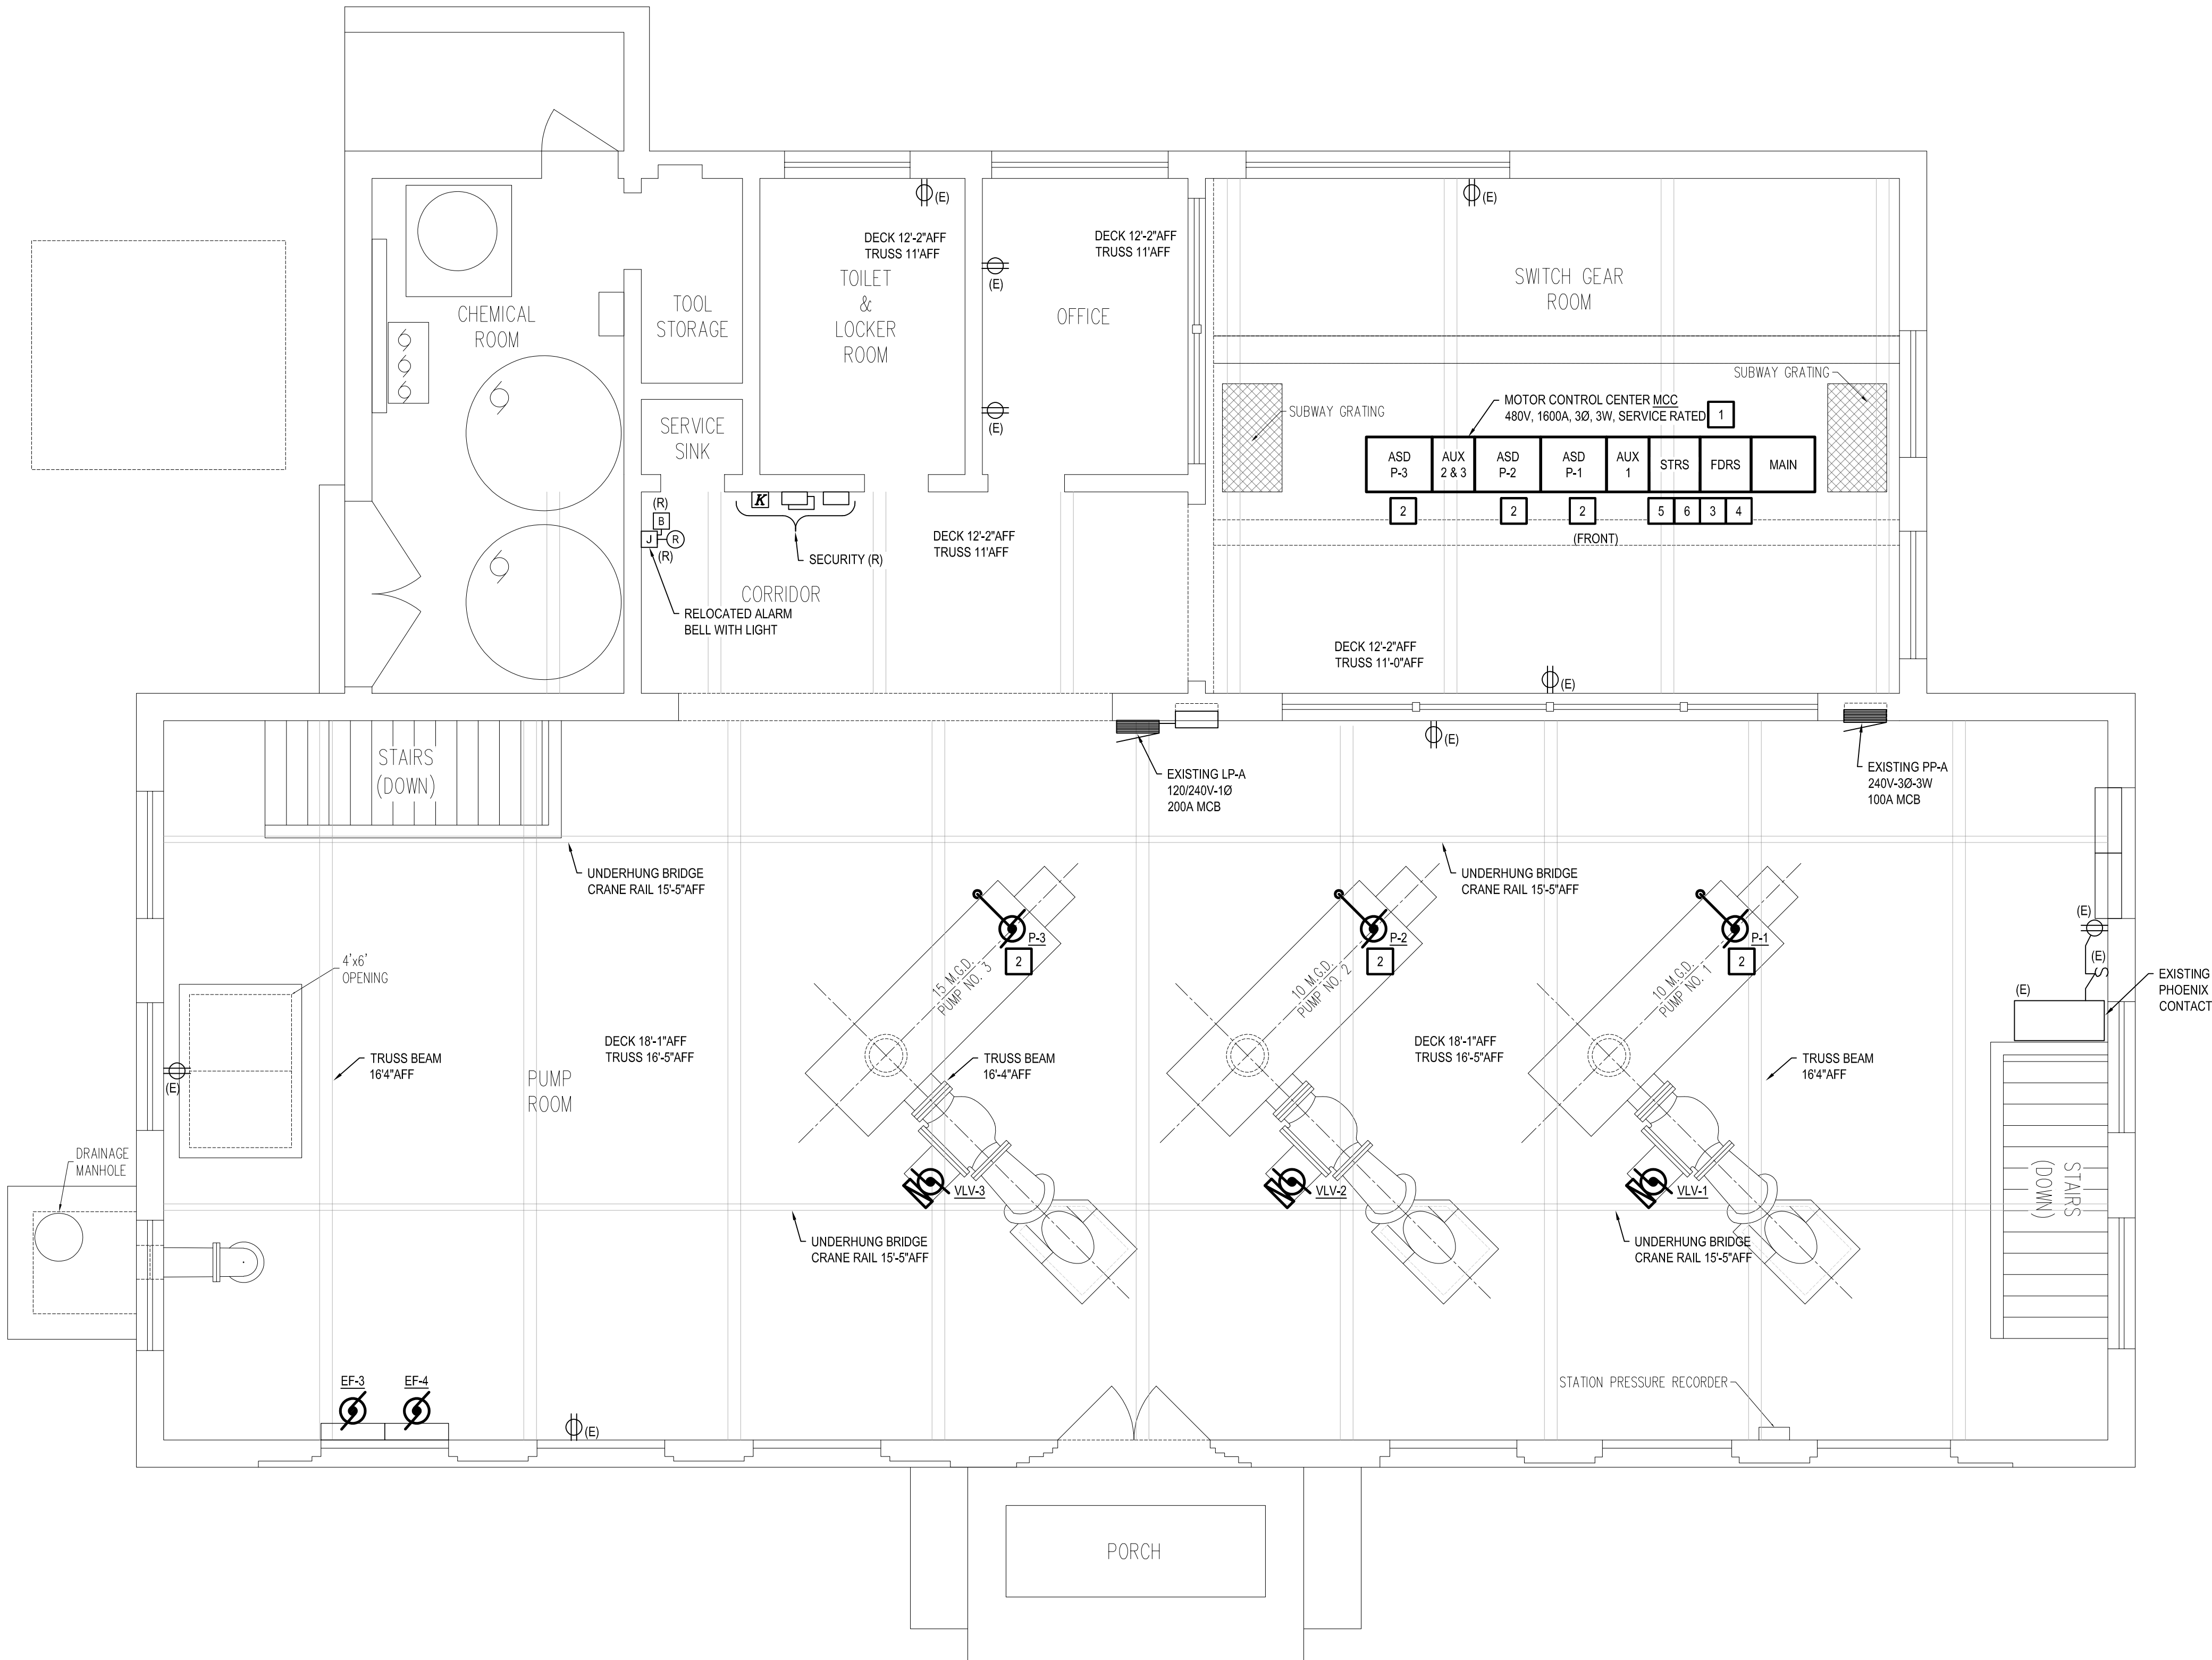 (E)
(E)
DECK 12'-2"AFF
TRUSS 11'AFF
DECK 12'-2"AFF
TRUSS 11'AFF
(E)
TOILET
&
LOCKER
ROOM
SWITCH GEAR
ROOM
CHEMICAL
ROOM
TOOL
STORAGE
OFFICE
SUBWAY GRATING
SUBWAY GRATING
MOTOR CONTROL CENTER MCC
480V, 1600A, 3Ø, 3W, SERVICE RATED
1
SERVICE
SINK
(E)
ASD
P-3
AUX
2 & 3
ASD
P-2
ASD
P-1
AUX
1
STRS
FDRS
MAIN
2
2
2
5
6
3
4
(FRONT)
K
(R)
B
J
R
(R)
SECURITY (R)
DECK 12'-2"AFF
TRUSS 11'AFF
CORRIDOR
RELOCATED ALARM
BELL WITH LIGHT
DECK 12'-2"AFF
TRUSS 11'-0"AFF
(E)
(E)
STAIRS
(DOWN)
EXISTING LP-A
120/240V-1Ø
200A MCB
EXISTING PP-A
240V-3Ø-3W
100A MCB
UNDERHUNG BRIDGE
CRANE RAIL 15'-5"AFF
UNDERHUNG BRIDGE
CRANE RAIL 15'-5"AFF
P-3
2
P-2
2
P-1
2
(E)
(E)
S
(E)
EXISTING
PHOENIX
CONTACT
4'x6'
OPENING
15 M.G.D.
PUMP NO. 3
10 M.G.D.
PUMP NO. 2
10 M.G.D.
PUMP NO. 1
DECK 18'-1"AFF
TRUSS 16'-5"AFF
DECK 18'-1"AFF
TRUSS 16'-5"AFF
(E)
TRUSS BEAM
16'4"AFF
TRUSS BEAM
16'-4"AFF
TRUSS BEAM
16'4"AFF
PUMP
ROOM
DRAINAGE
MANHOLE
VLV-3
VLV-2
VLV-1
STAIRS
(DOWN)
UNDERHUNG BRIDGE
CRANE RAIL 15'-5"AFF
UNDERHUNG BRIDGE
CRANE RAIL 15'-5"AFF
EF-3
EF-4
STATION PRESSURE RECORDER
(E)
PORCH